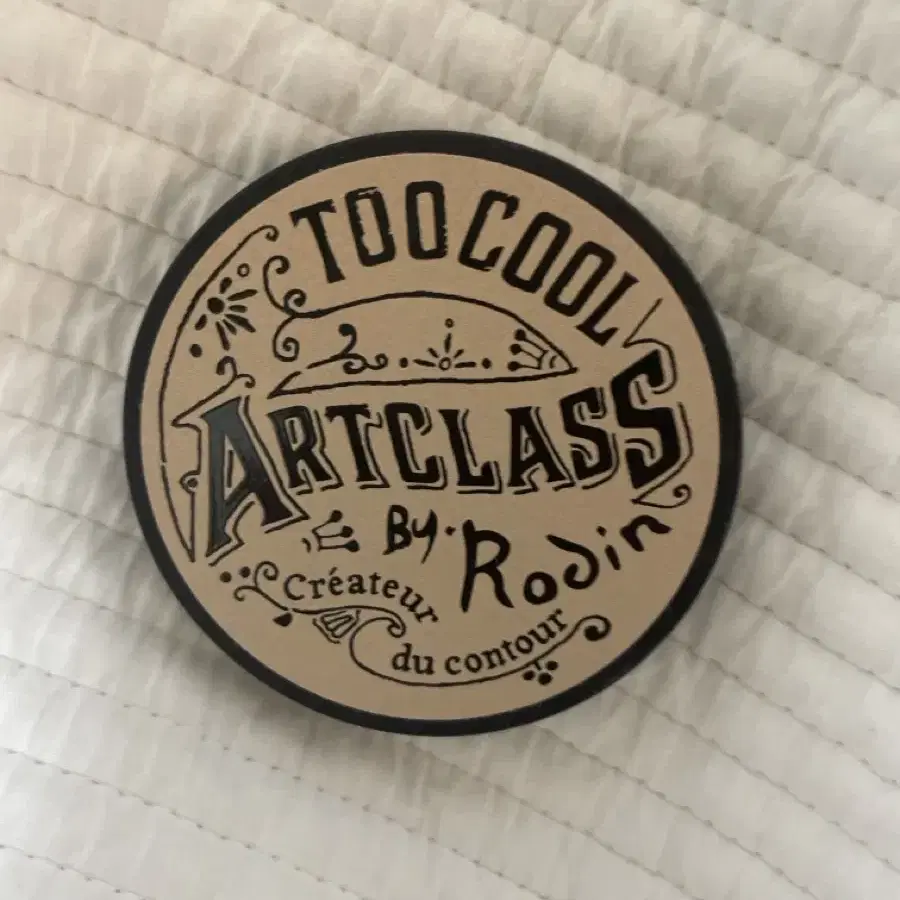 TOO COOL
ARTCLASS
By. Rodin
Créateur
du contour